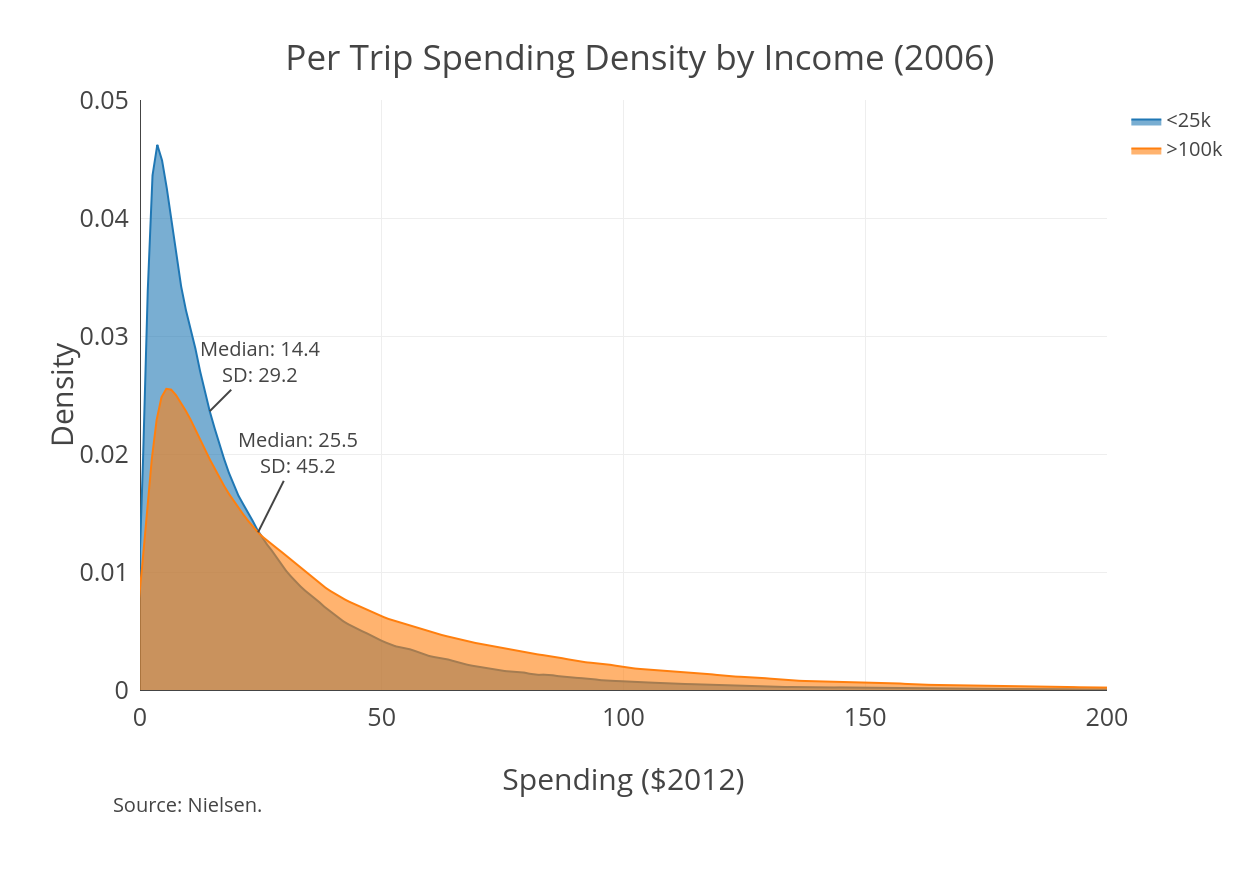 Per Trip Spending Density by Income (2006)
<25k
>100k
0.05
0.04
0.03
0.02
0.01
0
Density
Median: 14.4
SD: 29.2
Median: 25.5
SD: 45.2
0
50
100
150
200
Spending ($2012)
Source: Nielsen.